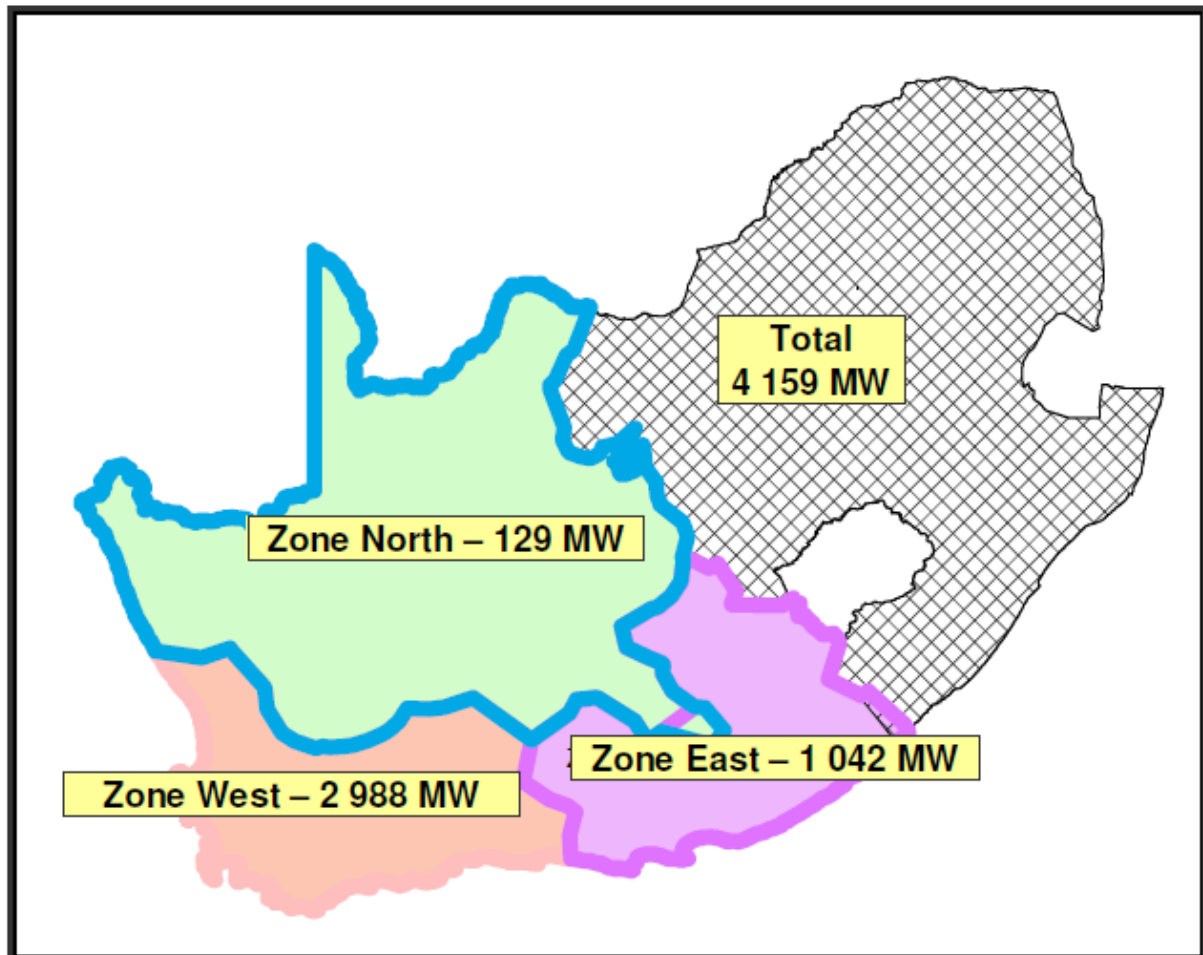 Total
4 159 MW
Zone North – 129 MW
Zone East – 1 042 MW
Zone West – 2 988 MW